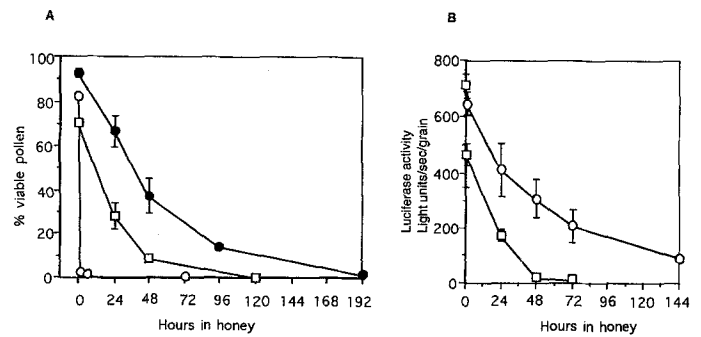 A
B
% viable pollen
100
80
60
40
20
0
0 24 48 72 96 120 144 168 192
Hours in honey
Luciferase activity
Light units/sec/grain
800
600
400
200
0
0 24 48 72 96 120 144
Hours in honey